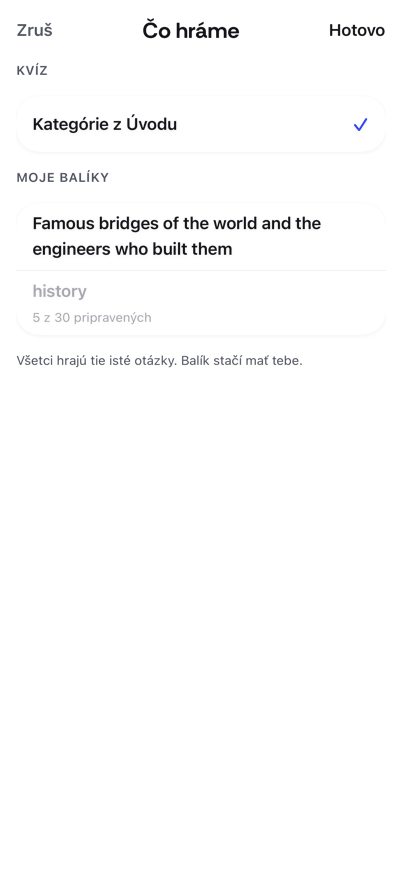 Zruš
Čo hráme
Hotovo
KVÍZ
Kategórie z Úvodu
MOJE BALÍKY
Famous bridges of the world and the
engineers who built them
history
5 z 30 pripravených
Všetci hrajú tie isté otázky. Balík stačí mať tebe.